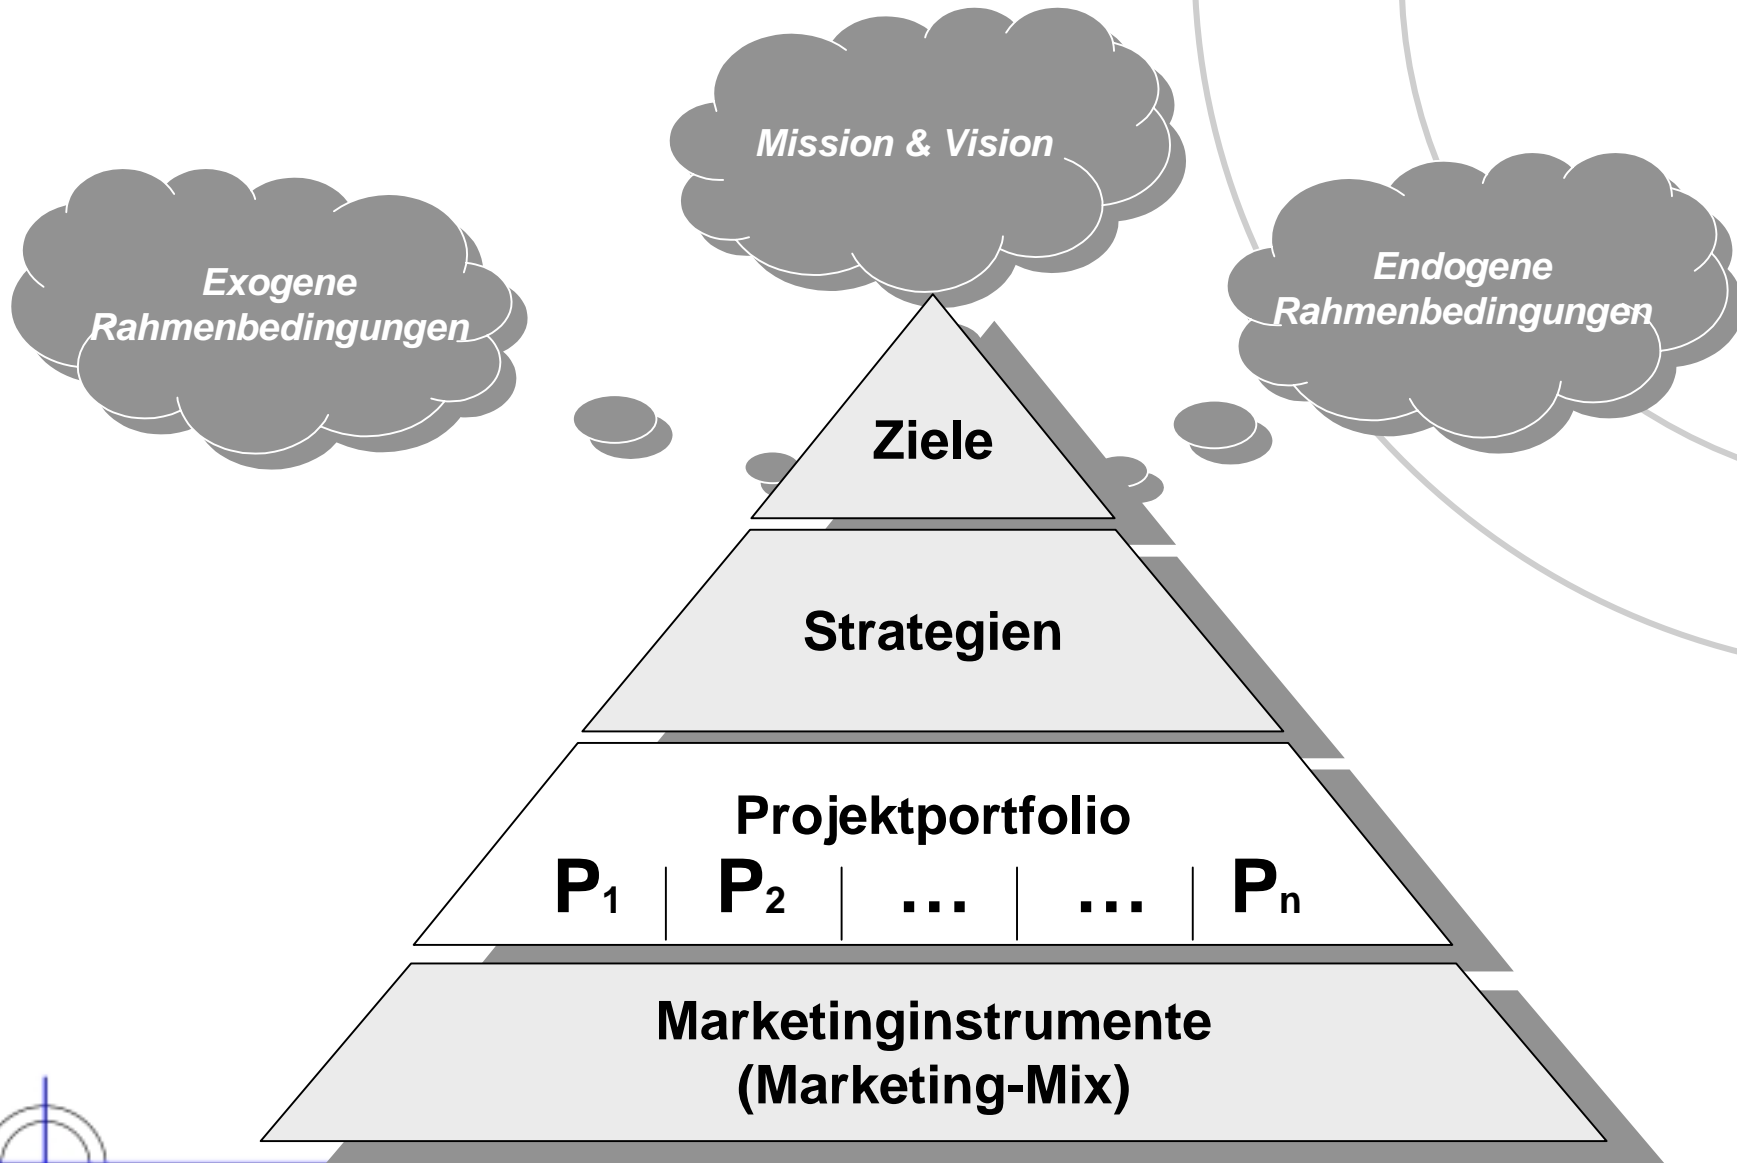 Mission & Vision
Exogene
Rahmenbedingungen
Endogene
Rahmenbedingungen
Ziele
Strategien
Projektportfolio
P1 P2 … … Pn
Marketinginstrumente
(Marketing-Mix)